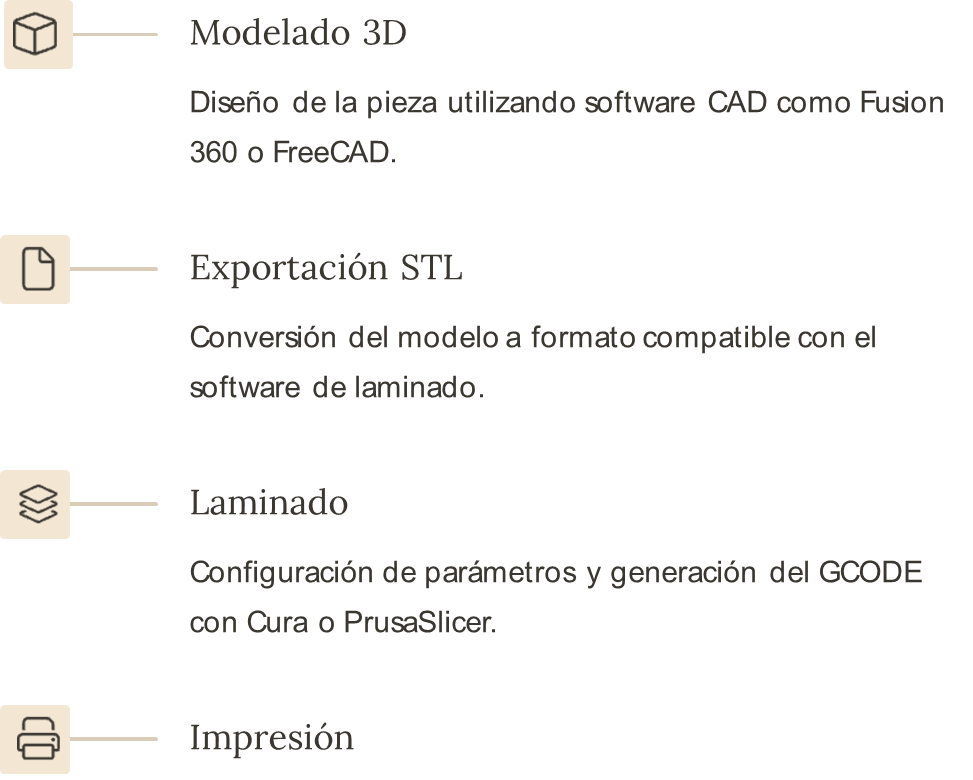 Modelado 3D
Diseño de la pieza utilizando software CAD como Fusion
360 o FreeCAD.
Exportación STL
Conversión del modelo a formato compatible con el
software de laminado.
Laminado
Configuración de parámetros y generación del GCODE
con Cura o PrusaSlicer.
Impresión